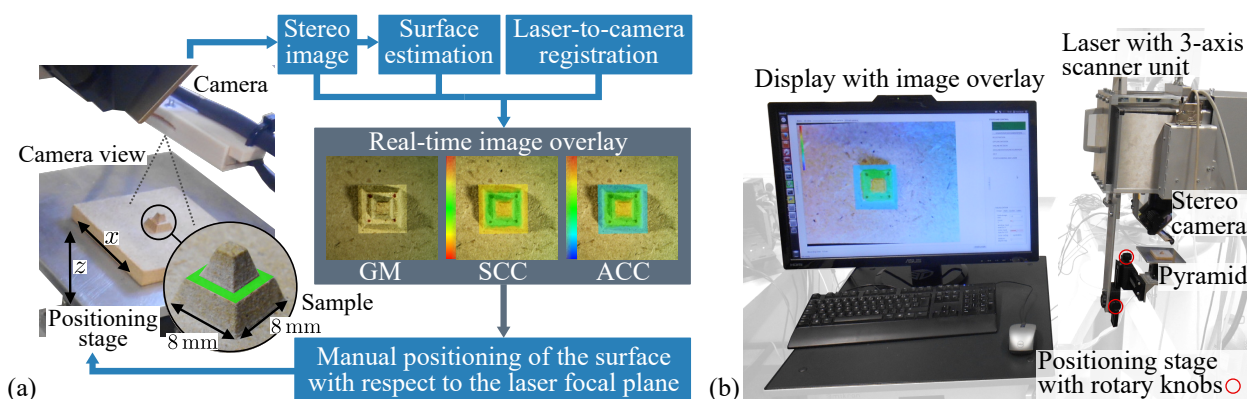 Stereo
image
Surface
estimation
Laser-to-camera
registration
Camera
Camera view
x
z
Positioning
stage
8 mm
8 mm
Sample
Real-time image overlay
GM
SCC
ACC
Manual positioning of the surface
with respect to the laser focal plane
(a)
Display with image overlay
Laser with 3-axis
scanner unit
Stereo
camera
Pyramid
ASUS
Positioning stage
with rotary knobs
(b)